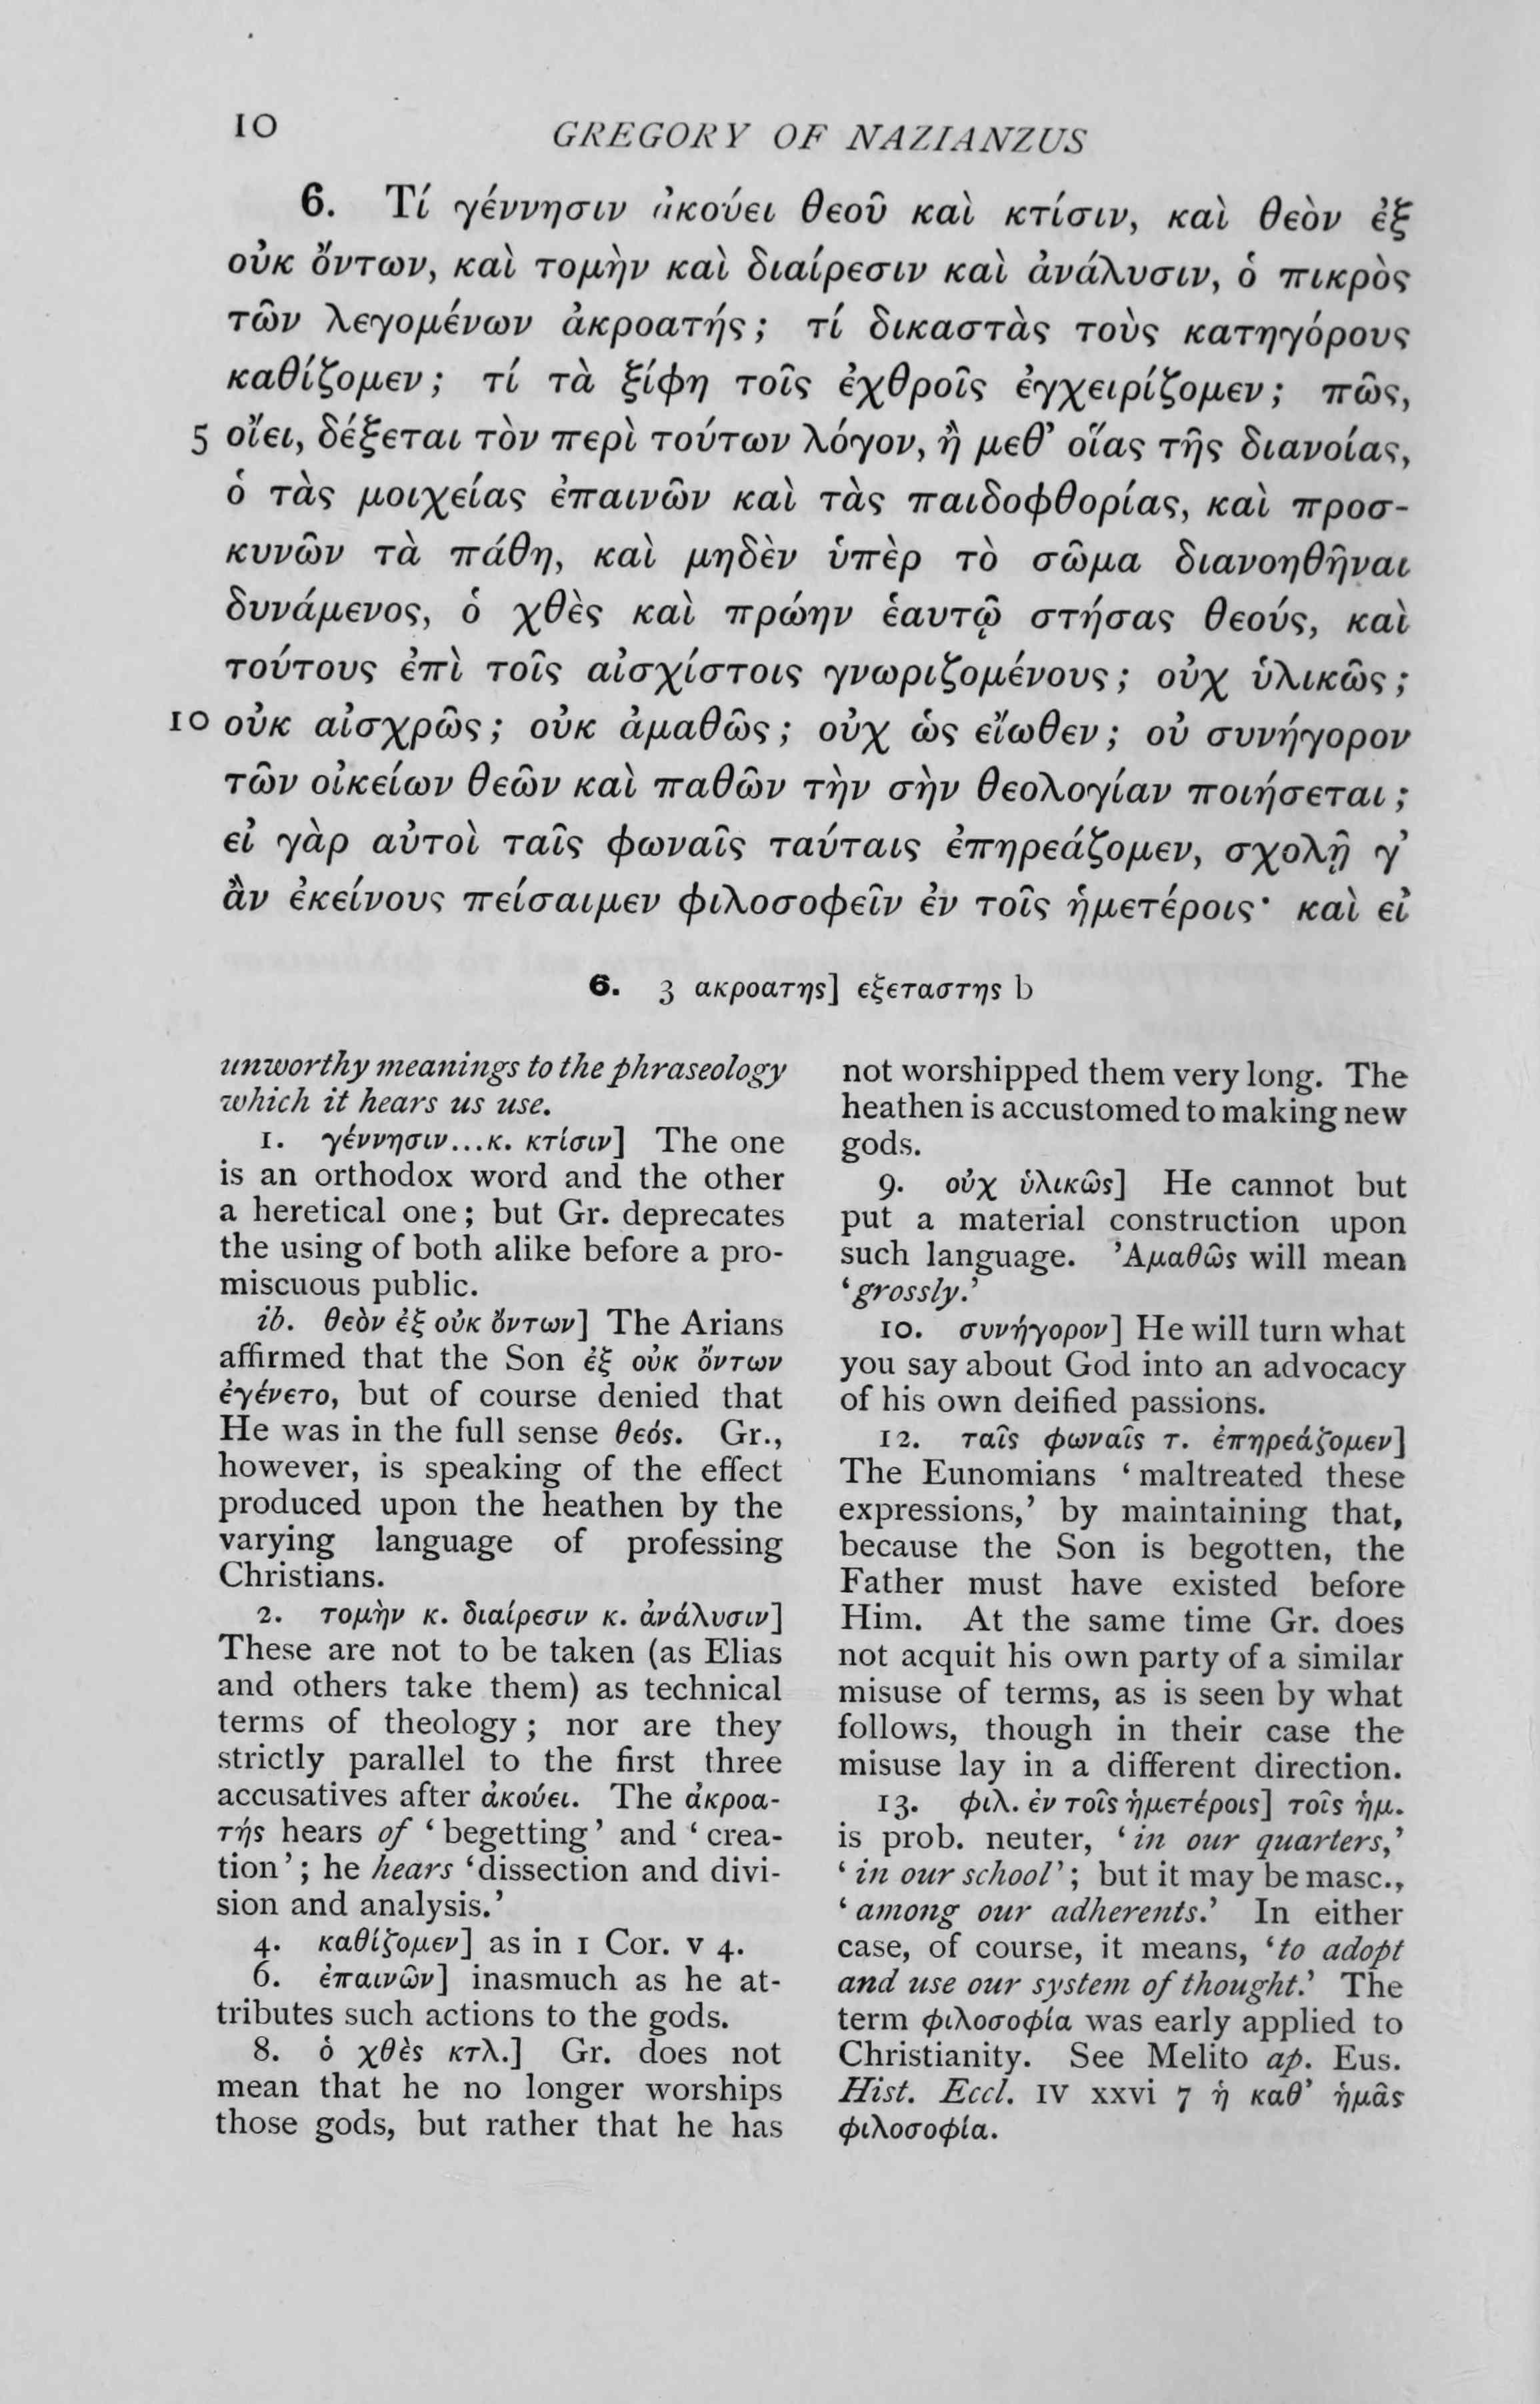 10
GREGORY OF NAZIANZUS
6. Τί γέννησιν ἀκούει θεοῦ καὶ κτίσιν, καὶ θεὸν ἐξ
οὐκ ὄντων, καὶ τομὴν καὶ διαίρεσιν καὶ ἀνάλυσιν, ὁ πικρὸς
τῶν λεγομένων ἀκροατής; τί δικαστὰς τοὺς κατηγόρους
καθίζομεν; τί τὰ ξίφη τοῖς ἐχθροῖς ἐγχειρίζομεν; πῶς,
5 οἴει, δέξεται τὸν περὶ τούτων λόγον, ἢ μεθ’ οἵας τῆς διανοίας,
ὁ τὰς μοιχείας ἐπαινῶν καὶ τὰς παιδοφθορίας, καὶ προσ-
κυνῶν τὰ πάθη, καὶ μηδὲν ὑπὲρ τὸ σῶμα διανοηθῆναι
δυνάμενος, ὁ χθὲς καὶ πρώην ἑαυτῷ στήσας θεούς, καὶ
τούτους ἐπὶ τοῖς αἰσχίστοις γνωριζομένους; οὐχ ὑλικῶς;
10 οὐκ αἰσχρῶς; οὐκ ἀμαθῶς; οὐχ ὡς εἴωθεν; οὐ συνήγορον
τῶν οἰκείων θεῶν καὶ παθῶν τὴν σὴν θεολογίαν ποιήσεται;
εἰ γὰρ αὐτοὶ ταῖς φωναῖς ταύταις ἐπηρεάζομεν, σχολῇ γ’
ἂν ἐκείνους πείσαιμεν φιλοσοφεῖν ἐν τοῖς ἡμετέροις· καὶ εἰ
6. 3 ακροατης] εξεταστης b
unworthy meanings to the phraseology
which it hears us use.
1. γέννησιν...κ. κτίσιν] The one
is an orthodox word and the other
a heretical one; but Gr. deprecates
the using of both alike before a pro-
miscuous public.
ib. θεὸν ἐξ οὐκ ὄντων] The Arians
affirmed that the Son ἐξ οὐκ ὄντων
ἐγένετο, but of course denied that
He was in the full sense θεός. Gr.,
however, is speaking of the effect
produced upon the heathen by the
varying language of professing
Christians.
2. τομὴν κ. διαίρεσιν κ. ἀνάλυσιν]
These are not to be taken (as Elias
and others take them) as technical
terms of theology; nor are they
strictly parallel to the first three
accusatives after ἀκούει. The ἀκροα-
τής hears of ‘begetting’ and ‘crea-
tion’; he hears ‘dissection and divi-
sion and analysis.’
4. καθίζομεν] as in 1 Cor. v 4.
6. ἐπαινῶν] inasmuch as he at-
tributes such actions to the gods.
8. ὁ χθὲς κτλ.] Gr. does not
mean that he no longer worships
those gods, but rather that he has
not worshipped them very long. The
heathen is accustomed to making new
gods.
9. οὐχ ὑλικῶς] He cannot but
put a material construction upon
such language. Ἀμαθῶς will mean
‘grossly.’
10. συνήγορον] He will turn what
you say about God into an advocacy
of his own deified passions.
12. ταῖς φωναῖς τ. ἐπηρεάζομεν]
The Eunomians ‘maltreated these
expressions,’ by maintaining that,
because the Son is begotten, the
Father must have existed before
Him. At the same time Gr. does
not acquit his own party of a similar
misuse of terms, as is seen by what
follows, though in their case the
misuse lay in a different direction.
13. φιλ. ἐν τοῖς ἡμετέροις] τοῖς ἡμ.
is prob. neuter, ‘in our quarters,’
‘in our school’; but it may be masc.,
‘among our adherents.’ In either
case, of course, it means, ‘to adopt
and use our system of thought.’ The
term φιλοσοφία was early applied to
Christianity. See Melito ap. Eus.
Hist. Eccl. IV xxvi 7 ἡ καθ’ ἡμᾶς
φιλοσοφία.